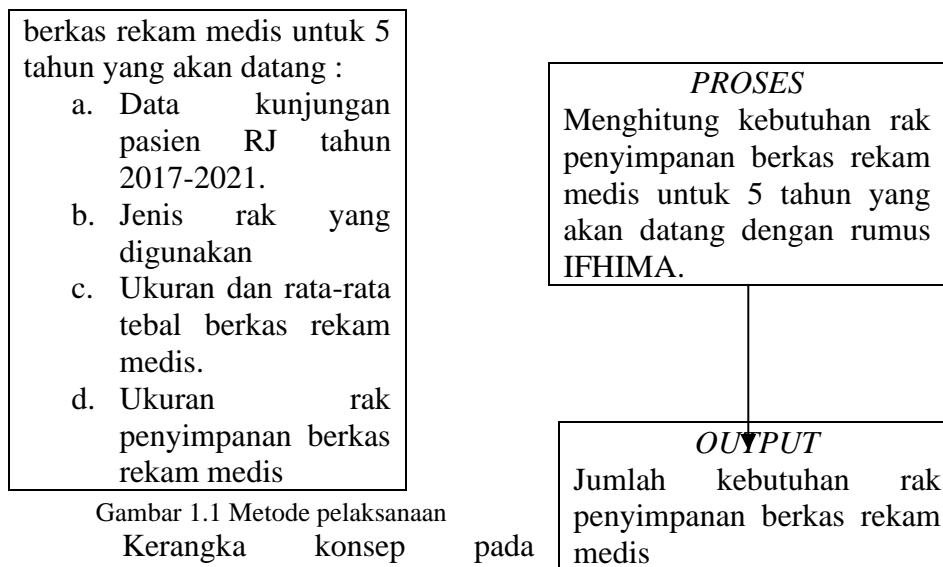 berkas rekam medis untuk 5
tahun yang akan datang :
a. Data kunjungan
pasien RJ tahun
2017-2021.
b. Jenis rak yang
digunakan
c. Ukuran dan rata-rata
tebal berkas rekam
medis.
d. Ukuran rak
penyimpanan berkas
rekam medis
Gambar 1.1 Metode pelaksanaan
Kerangka konsep pada
PROSES
Menghitung kebutuhan rak
penyimpanan berkas rekam
medis untuk 5 tahun yang
akan datang dengan rumus
IFHIMA.
OUTPUT
Jumlah kebutuhan rak
penyimpanan berkas rekam
medis